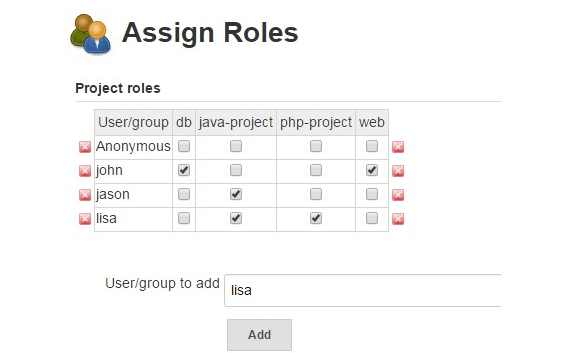 Assign Roles
Project roles
User/group db java-project php-project web
Anonymous
john
jason
lisa
User/group to add lisa
Add